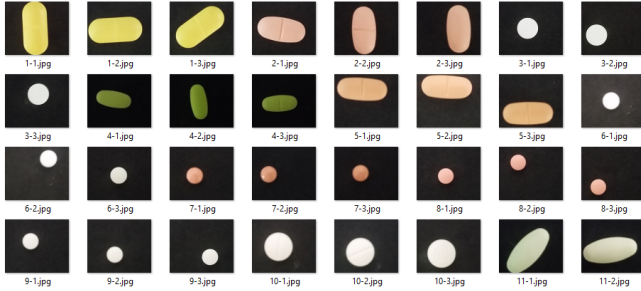 1-1.jpg 1-2.jpg 1-3.jpg 2-1.jpg 2-2.jpg 2-3.jpg 3-1.jpg 3-2.jpg
3-3.jpg 4-1.jpg 4-2.jpg 4-3.jpg 5-1.jpg 5-2.jpg 5-3.jpg 6-1.jpg
6-2.jpg 6-3.jpg 7-1.jpg 7-2.jpg 7-3.jpg 8-1.jpg 8-2.jpg 8-3.jpg
9-1.jpg 9-2.jpg 9-3.jpg 10-1.jpg 10-2.jpg 10-3.jpg 11-1.jpg 11-2.jpg